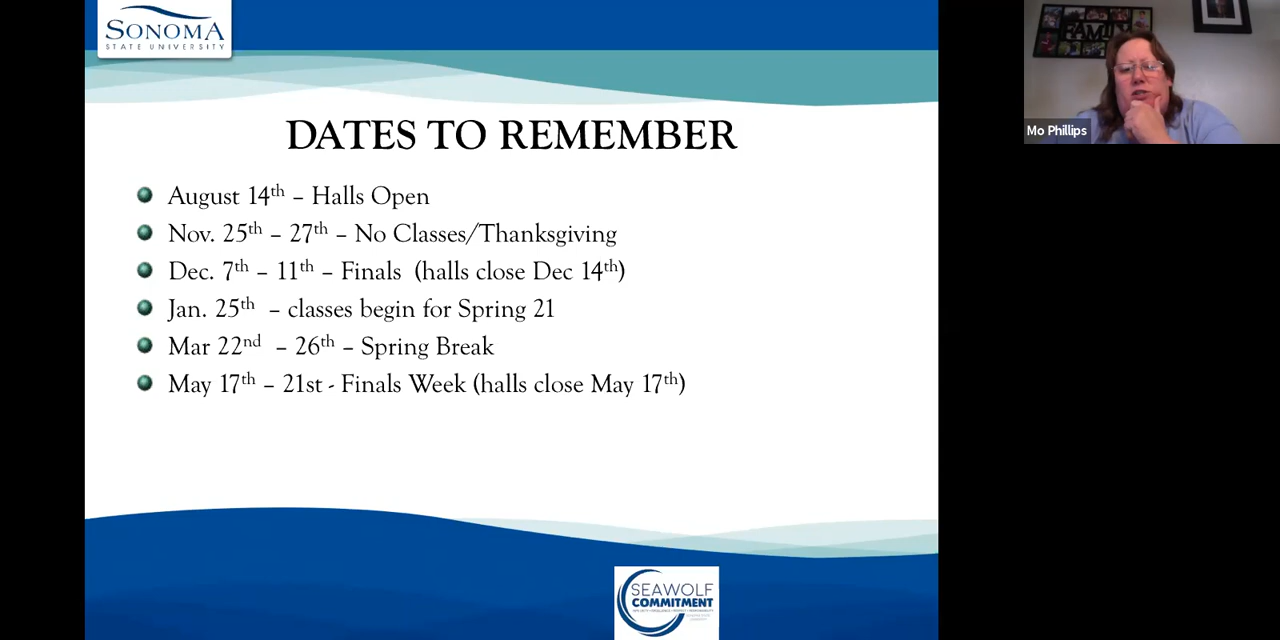 SONOMA
STATE UNIVERSITY
FAMILY
Mo Phillips
DATES TO REMEMBER
August 14th – Halls Open
Nov. 25th – 27th – No Classes/Thanksgiving
Dec. 7th – 11th – Finals (halls close Dec 14th)
Jan. 25th – classes begin for Spring 21
Mar 22nd – 26th – Spring Break
May 17th – 21st - Finals Week (halls close May 17th)
SEAWOLF
COMMITMENT